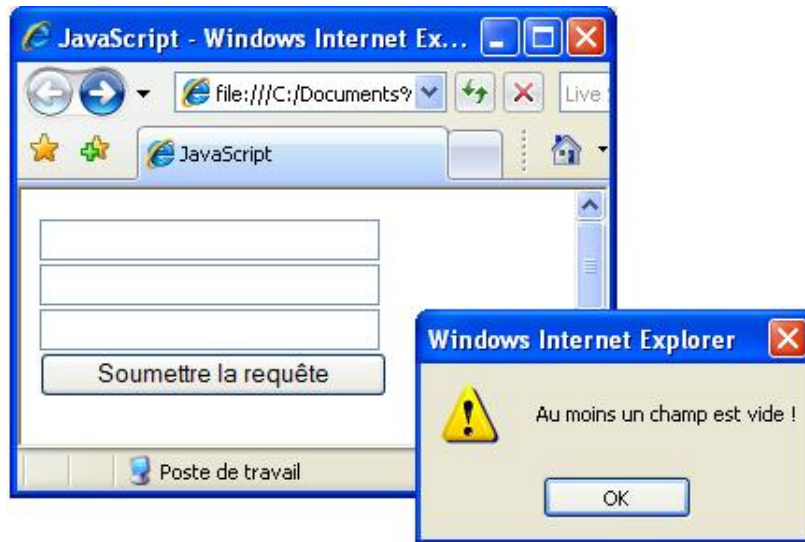 JavaScript - Windows Internet Ex...
file:///C:/Documents%
Live
JavaScript
Soumettre la requête
Poste de travail
Windows Internet Explorer
Au moins un champ est vide !
OK